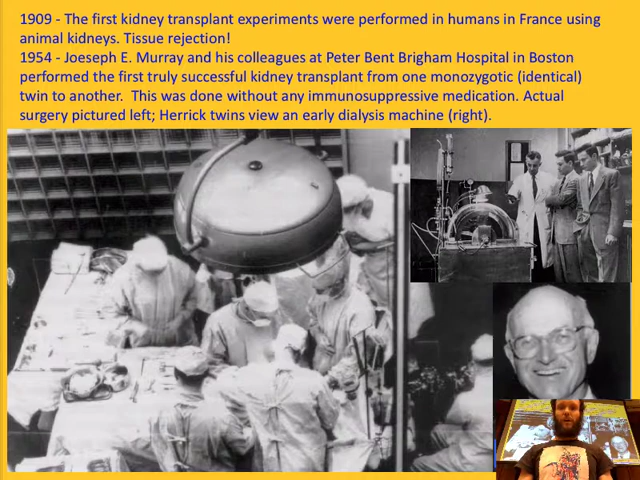 1909 - The first kidney transplant experiments were performed in humans in France using
animal kidneys. Tissue rejection!
1954 - Joeseph E. Murray and his colleagues at Peter Bent Brigham Hospital in Boston
performed the first truly successful kidney transplant from one monozygotic (identical)
twin to another.  This was done without any immunosuppressive medication. Actual
surgery pictured left; Herrick twins view an early dialysis machine (right).